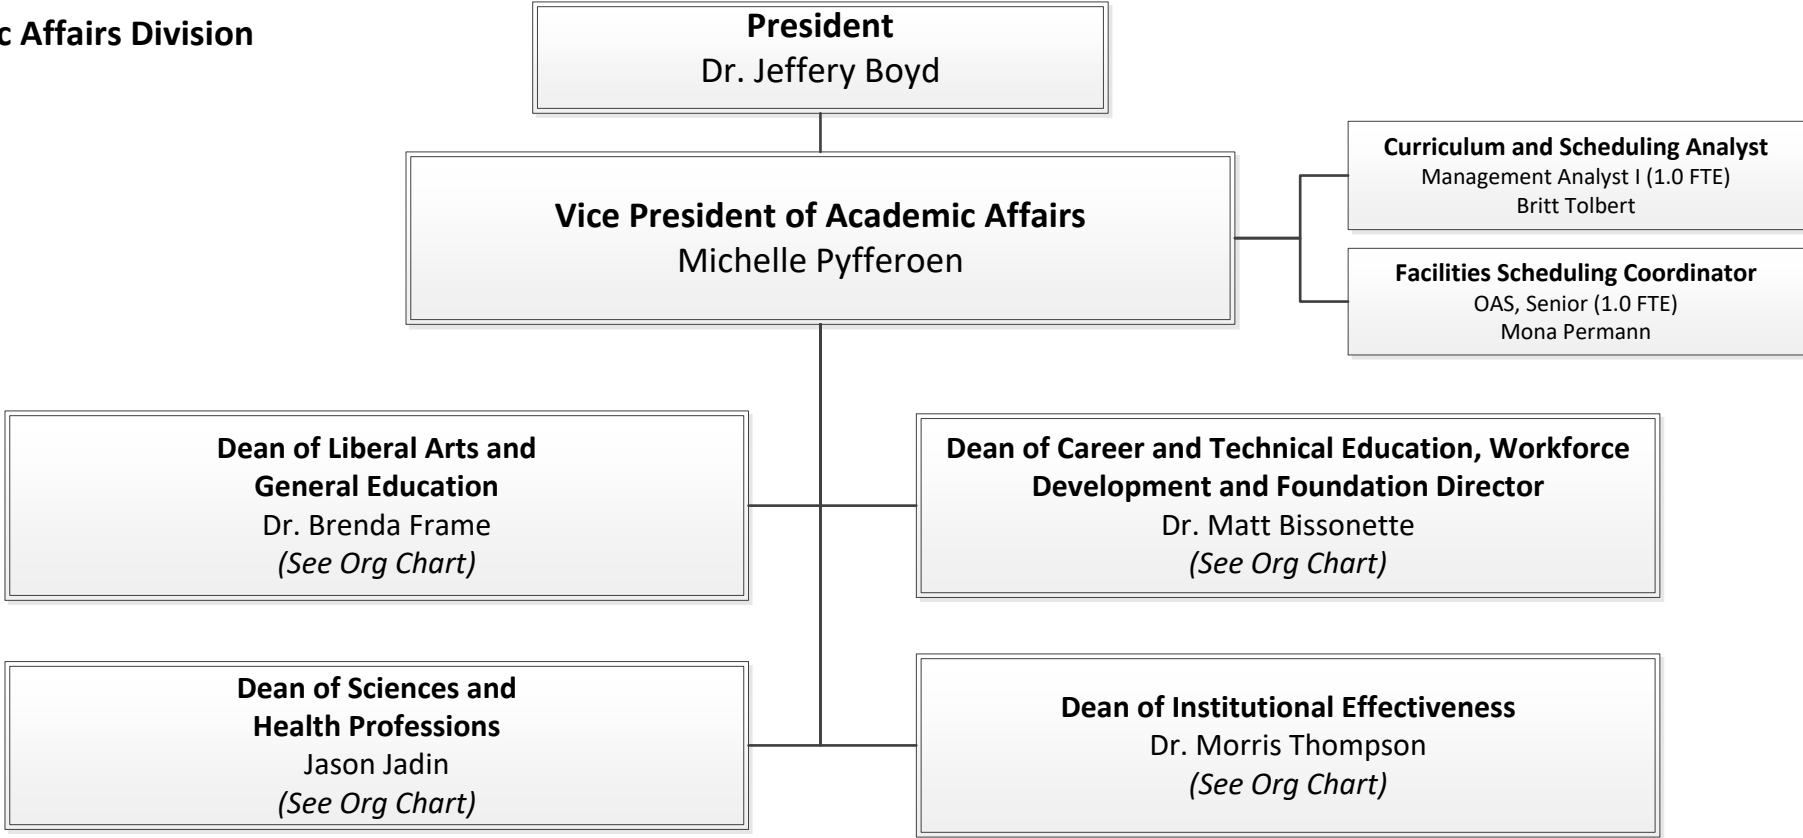 c Affairs Division
President
Dr. Jeffery Boyd
Vice President of Academic Affairs
Michelle Pyfferoen
Curriculum and Scheduling Analyst
Management Analyst I (1.0 FTE)
Britt Tolbert
Facilities Scheduling Coordinator
OAS, Senior (1.0 FTE)
Mona Permann
Dean of Liberal Arts and
General Education
Dr. Brenda Frame
(See Org Chart)
Dean of Career and Technical Education, Workforce
Development and Foundation Director
Dr. Matt Bissonette
(See Org Chart)
Dean of Sciences and
Health Professions
Jason Jadin
(See Org Chart)
Dean of Institutional Effectiveness
Dr. Morris Thompson
(See Org Chart)